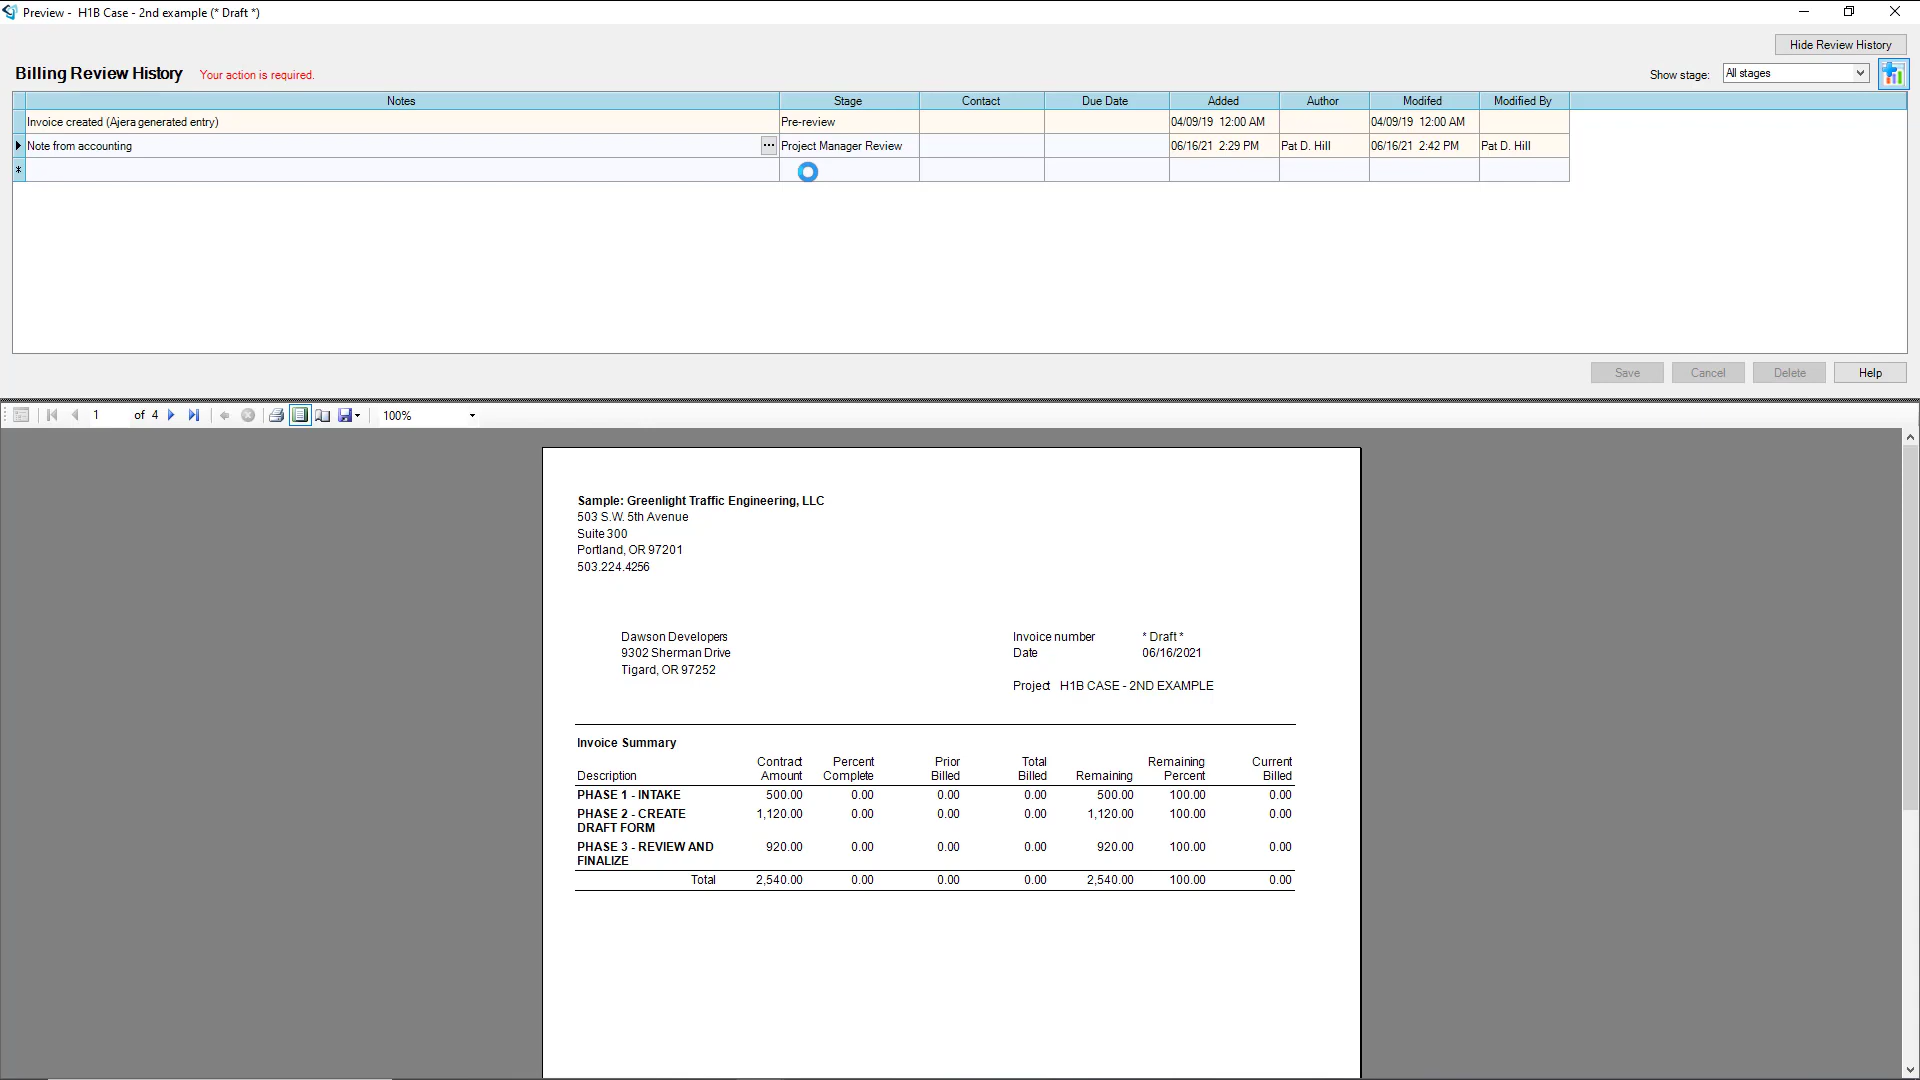 Preview -  H1B Case - 2nd example (* Draft *)
Hide Review History
Billing Review History Your action is required.
Show stage: All stages
Notes Stage Contact Due Date Added Author Modifed Modified By
Invoice created (Ajera generated entry) Pre-review 04/09/19 12:00 AM 04/09/19 12:00 AM
Note from accounting ... Project Manager Review 06/16/21 2:29 PM Pat D. Hill 06/16/21 2:42 PM Pat D. Hill
*
Save Cancel Delete Help
1 of 4 100%
Sample: Greenlight Traffic Engineering, LLC
503 S.W. 5th Avenue
Suite 300
Portland, OR 97201
503.224.4256
Dawson Developers
9302 Sherman Drive
Tigard, OR 97252
Invoice number * Draft *
Date 06/16/2021
Project H1B CASE - 2ND EXAMPLE
Invoice Summary
Contract Percent Prior Total Remaining Current
Description Amount Complete Billed Billed Remaining Percent Billed
PHASE 1 - INTAKE 500.00 0.00 0.00 0.00 500.00 100.00 0.00
PHASE 2 - CREATE 1,120.00 0.00 0.00 0.00 1,120.00 100.00 0.00
DRAFT FORM
PHASE 3 - REVIEW AND 920.00 0.00 0.00 0.00 920.00 100.00 0.00
FINALIZE
Total 2,540.00 0.00 0.00 0.00 2,540.00 100.00 0.00